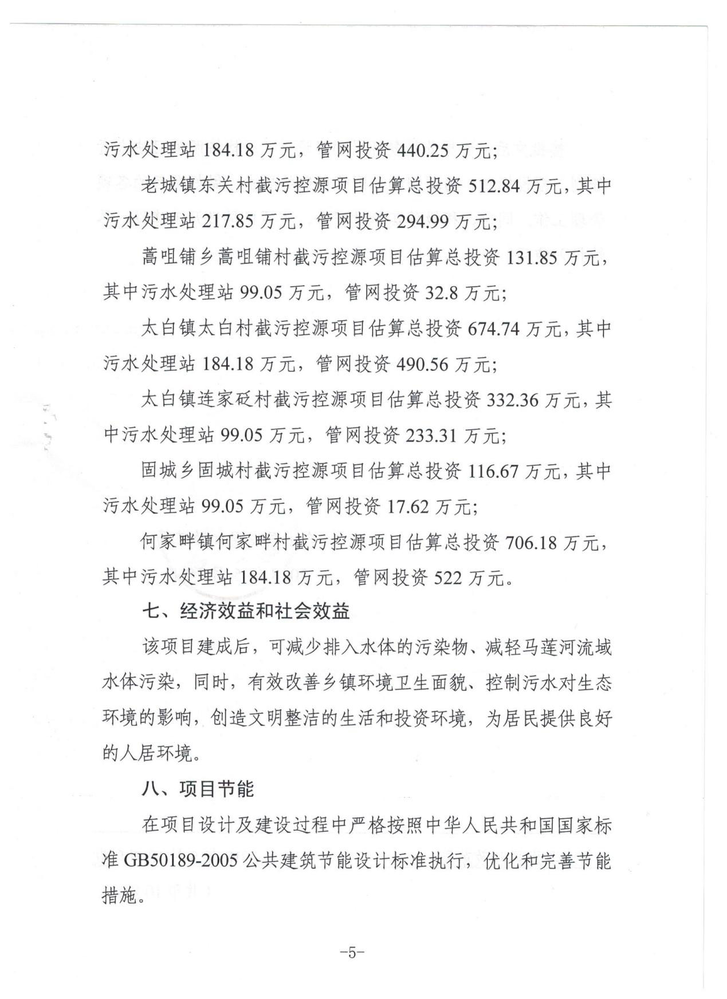 污水处理站 184.18 万元，管网投资 440.25 万元；
老城镇东关村截污控源项目估算总投资 512.84 万元，其中
污水处理站 217.85 万元，管网投资 294.99 万元；
蒿咀铺乡蒿咀铺村截污控源项目估算总投资 131.85 万元，
其中污水处理站 99.05 万元，管网投资 32.8 万元；
太白镇太白村截污控源项目估算总投资 674.74 万元，其中
污水处理站 184.18 万元，管网投资 490.56 万元；
太白镇连家砭村截污控源项目估算总投资 332.36 万元，其
中污水处理站 99.05 万元，管网投资 233.31 万元；
固城乡固城村截污控源项目估算总投资 116.67 万元，其中
污水处理站 99.05 万元，管网投资 17.62 万元；
何家畔镇何家畔村截污控源项目估算总投资 706.18 万元，
其中污水处理站 184.18 万元，管网投资 522 万元。
七、经济效益和社会效益
该项目建成后，可减少排入水体的污染物、减轻马莲河流域
水体污染，同时，有效改善乡镇环境卫生面貌、控制污水对生态
环境的影响，创造文明整洁的生活和投资环境，为居民提供良好
的人居环境。
八、项目节能
在项目设计及建设过程中严格按照中华人民共和国国家标
准 GB50189-2005 公共建筑节能设计标准执行，优化和完善节能
措施。
-5-